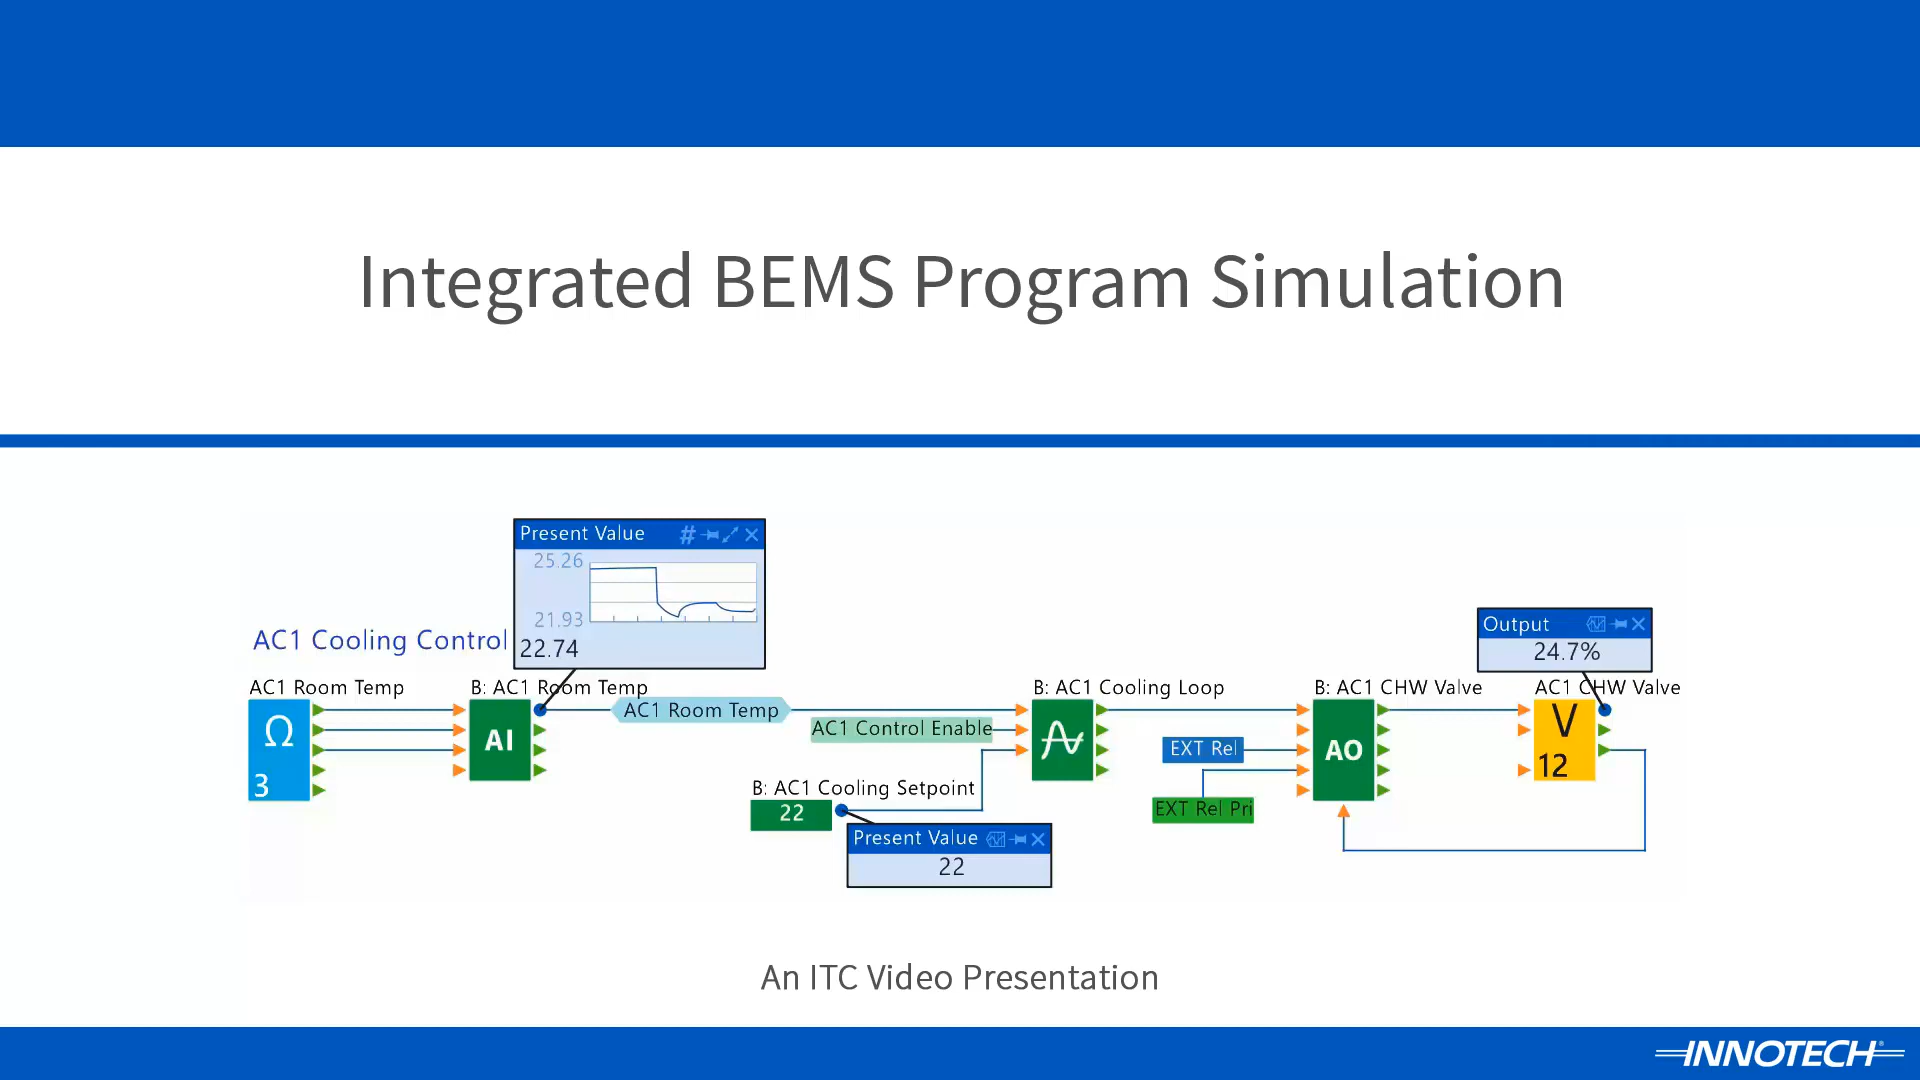 Integrated BEMS Program Simulation
Present Value
25.26
21.93
22.74
AC1 Cooling Control
Output
24.7%
AC1 Room Temp
B: AC1 Room Temp
B: AC1 Cooling Loop
B: AC1 CHW Valve
AC1 CHW Valve
Ω
3
AI
AC1 Room Temp
AC1 Control Enable
EXT Rel
EXT Rel Pri
AO
V
12
B: AC1 Cooling Setpoint
22
Present Value
22
An ITC Video Presentation
INNOTECH®